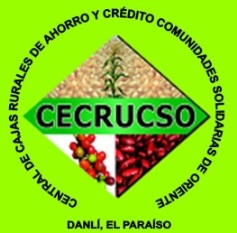 CENTRAL DE CAJAS RURALES DE AHORRO Y CRÉDITO COMUNIDADES SOLIDARIAS DE ORIENTE
CECRUCSO
DANLÍ, EL PARAÍSO